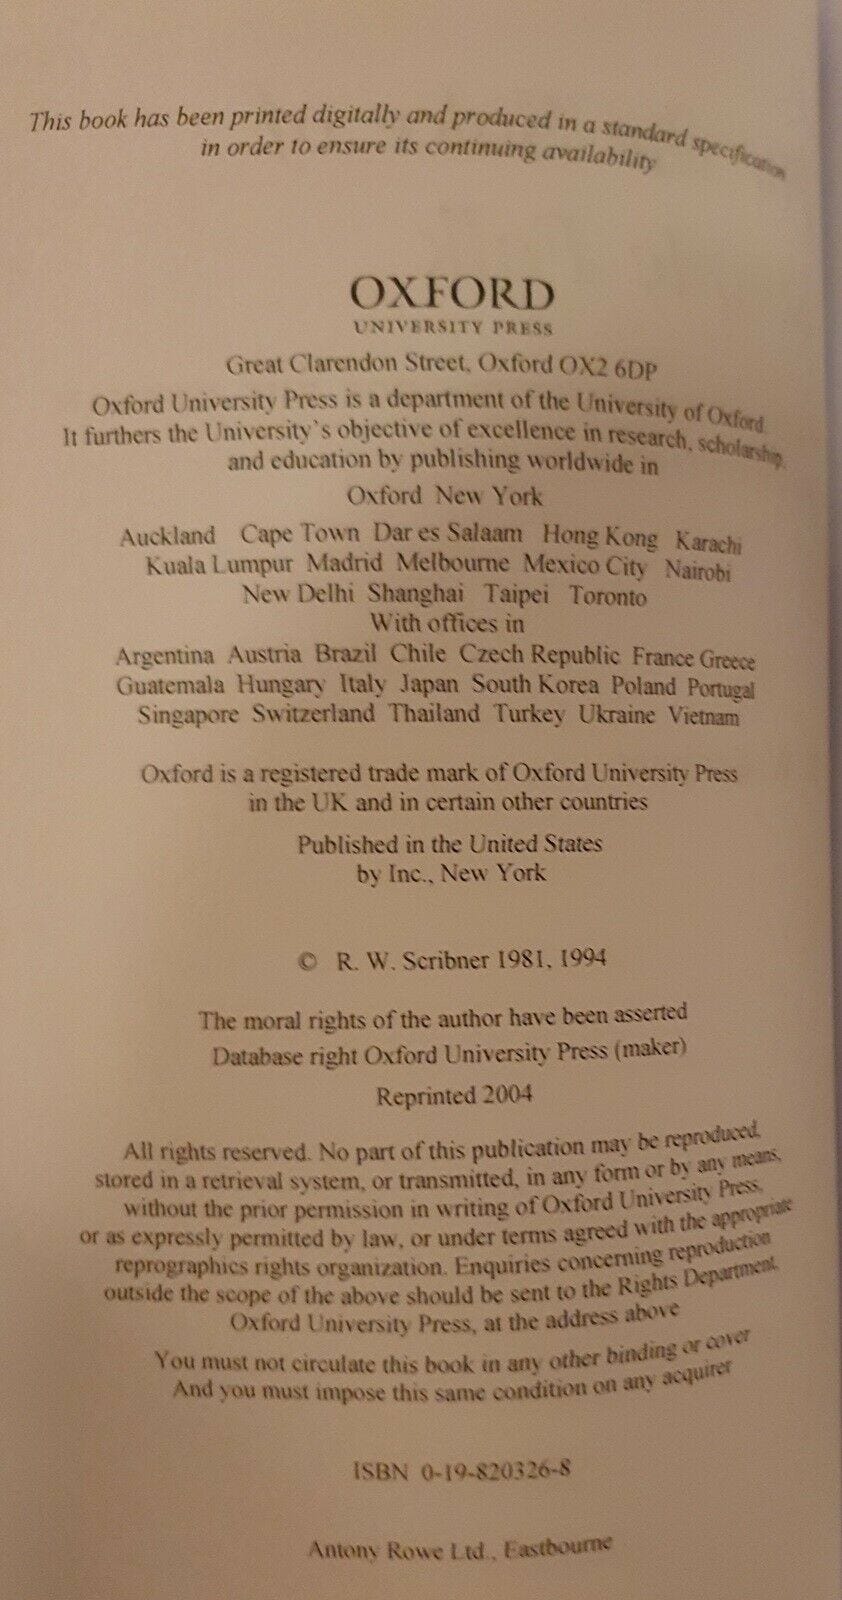 This book has been printed digitally and produced in a standard specification
in order to ensure its continuing availability
OXFORD
UNIVERSITY PRESS
Great Clarendon Street, Oxford OX2 6DP
Oxford University Press is a department of the University of Oxford.
It furthers the University's objective of excellence in research, scholarship,
and education by publishing worldwide in
Oxford New York
Auckland Cape Town Dar es Salaam Hong Kong Karachi
Kuala Lumpur Madrid Melbourne Mexico City Nairobi
New Delhi Shanghai Taipei Toronto
With offices in
Argentina Austria Brazil Chile Czech Republic France Greece
Guatemala Hungary Italy Japan South Korea Poland Portugal
Singapore Switzerland Thailand Turkey Ukraine Vietnam
Oxford is a registered trade mark of Oxford University Press
in the UK and in certain other countries
Published in the United States
by Inc., New York
© R. W. Scribner 1981, 1994
The moral rights of the author have been asserted
Database right Oxford University Press (maker)
Reprinted 2004
All rights reserved. No part of this publication may be reproduced,
stored in a retrieval system, or transmitted, in any form or by any means,
without the prior permission in writing of Oxford University Press,
or as expressly permitted by law, or under terms agreed with the appropriate
reprographics rights organization. Enquiries concerning reproduction
outside the scope of the above should be sent to the Rights Department,
Oxford University Press, at the address above
You must not circulate this book in any other binding or cover
And you must impose this same condition on any acquirer
ISBN 0-19-820326-8
Antony Rowe Ltd., Eastbourne